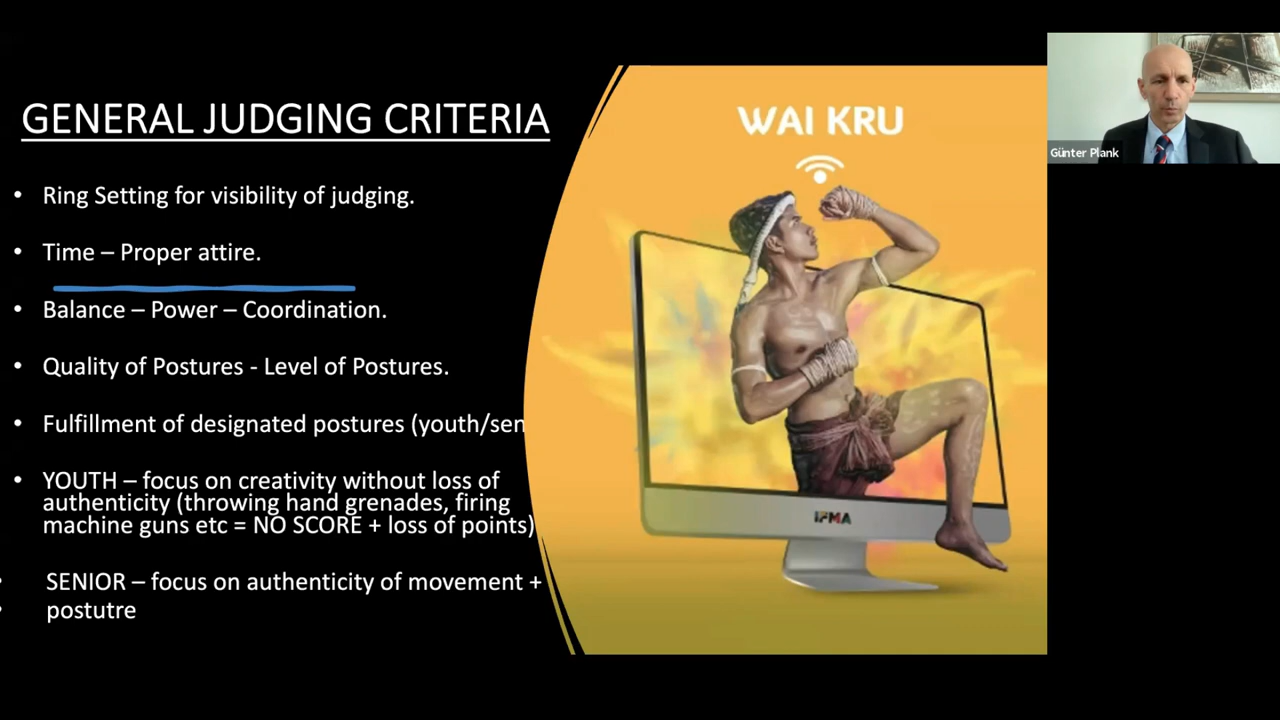 GENERAL JUDGING CRITERIA
• Ring Setting for visibility of judging.
• Time – Proper attire.
• Balance – Power – Coordination.
• Quality of Postures - Level of Postures.
• Fulfillment of designated postures (youth/sen
• YOUTH – focus on creativity without loss of
authenticity (throwing hand grenades, firing
machine guns etc = NO SCORE + loss of points)
• SENIOR – focus on authenticity of movement +
• postutre
WAI KRU
IFMA
Günter Plank